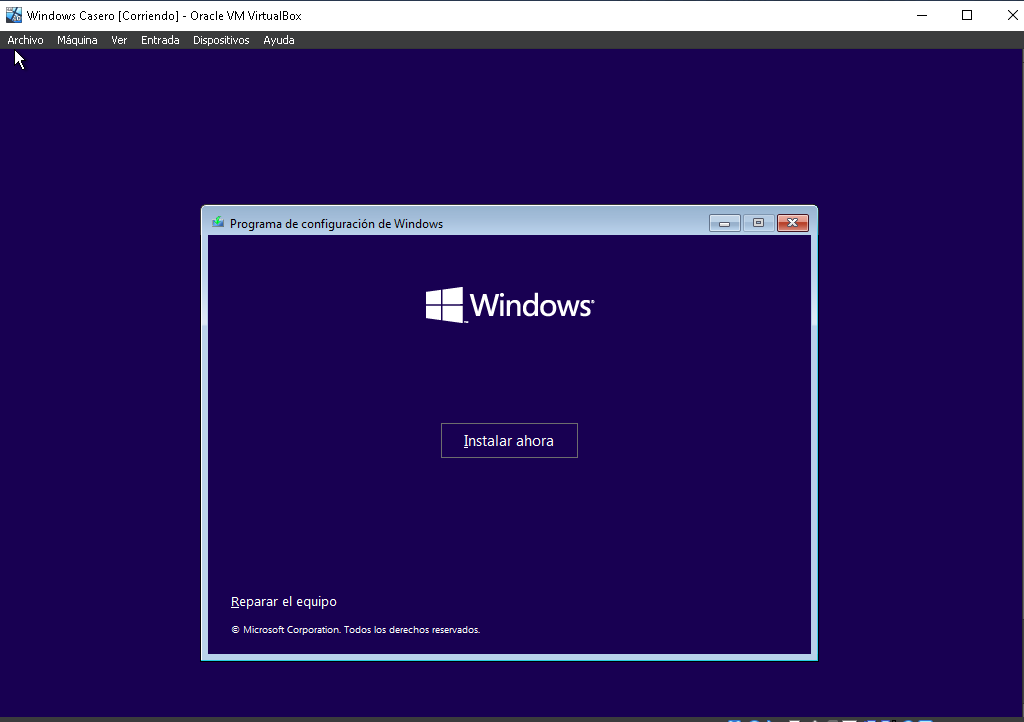 Windows Casero [Corriendo] - Oracle VM VirtualBox
Archivo Máquina Ver Entrada Dispositivos Ayuda
Programa de configuración de Windows
Windows
Instalar ahora
Reparar el equipo
© Microsoft Corporation. Todos los derechos reservados.